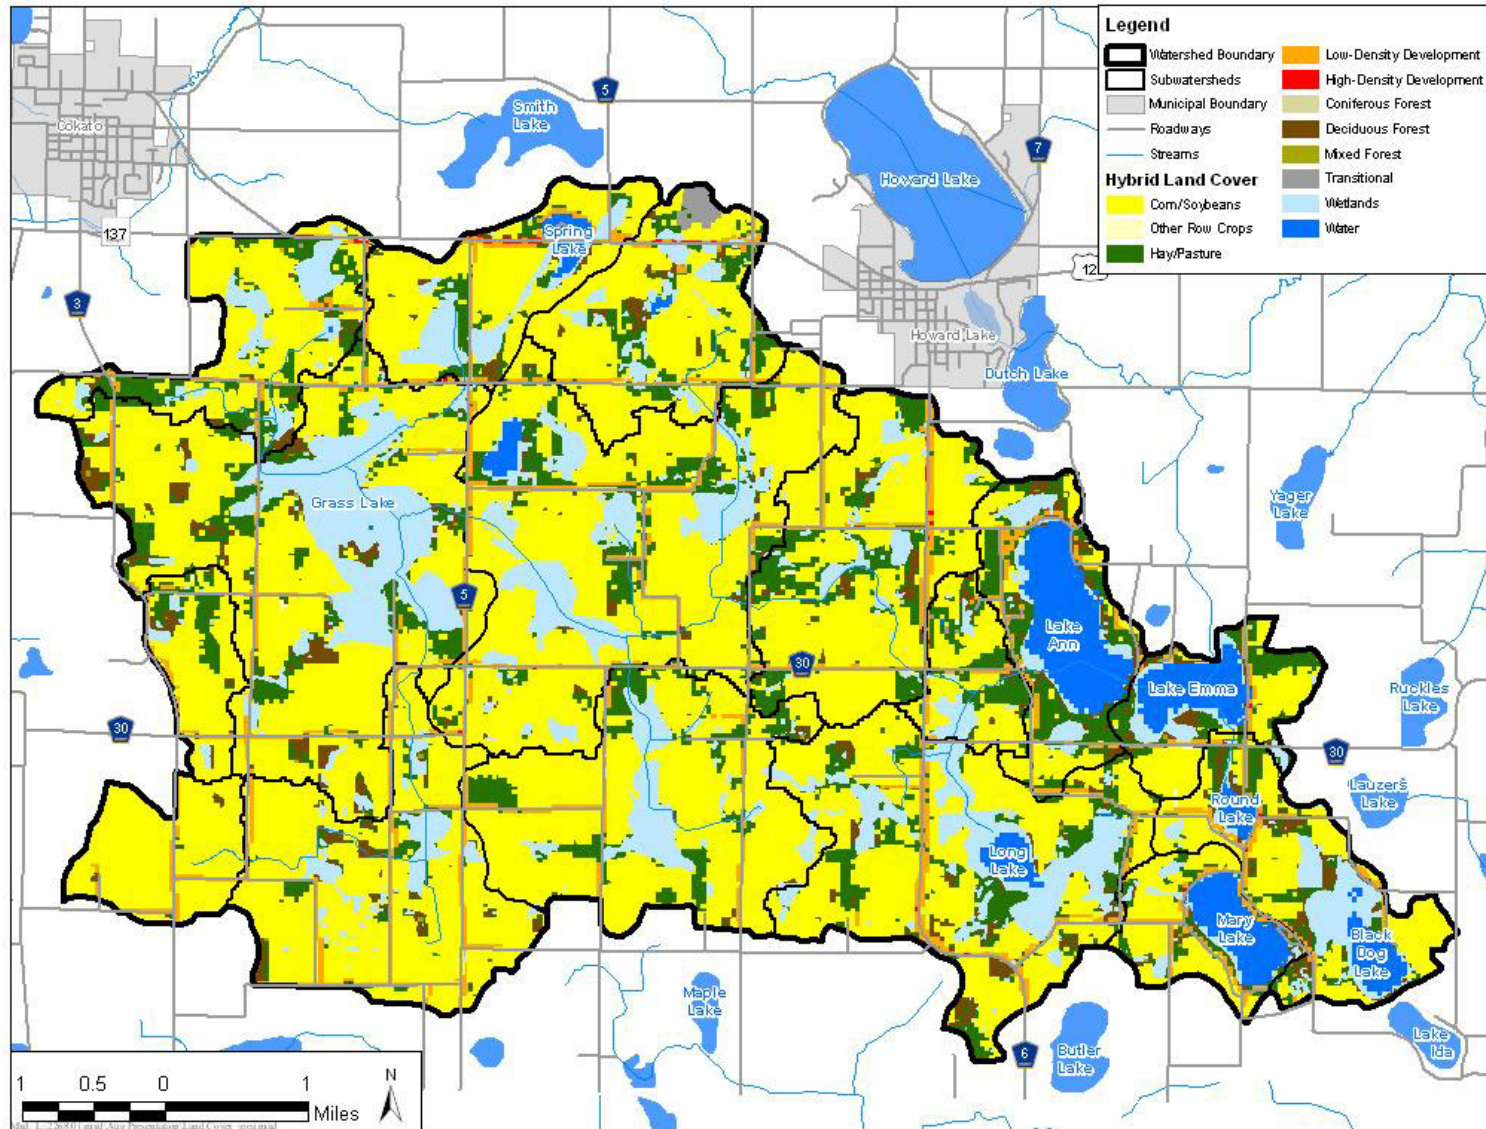 Legend
Watershed Boundary
Subwatersheds
Municipal Boundary
Roadways
Streams
Hybrid Land Cover
Corn/Soybeans
Other Row Crops
Hay/Pasture
Low-Density Development
High-Density Development
Coniferous Forest
Deciduous Forest
Mixed Forest
Transitional
Wetlands
Water
Cokato
137
3
5
Smith
Lake
Howard Lake
7
12
Spring
Lake
Howard Lake
Dutch Lake
Grass Lake
Yager
Lake
5
Lake
Ann
30
Lake Emma
Ruckles
Lake
30
30
Lauzers
Lake
Round
Lake
Long
Lake
Mary
Lake
Black
Dog
Lake
Maple
Lake
6
Butler
Lake
Lake
Ida
1 0.5 0 1
Miles
N